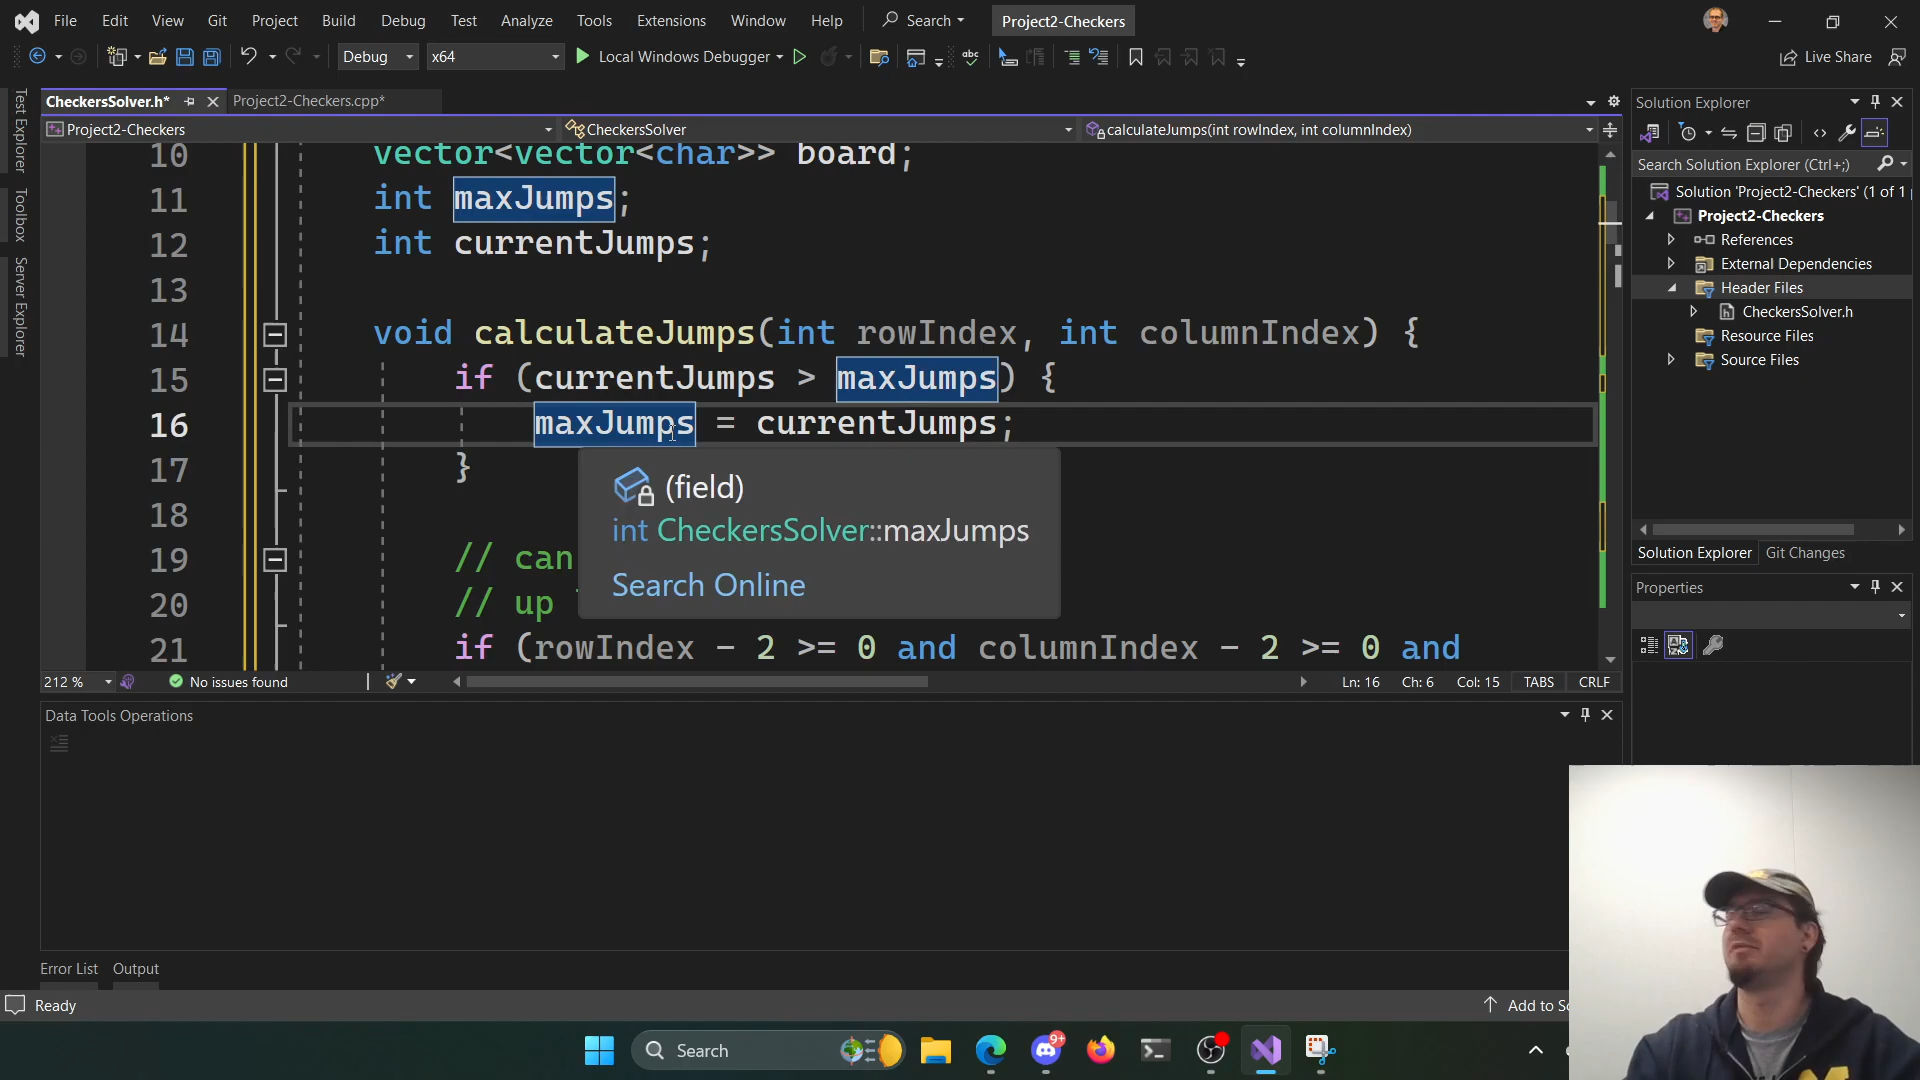 File Edit View Git Project Build Debug Test Analyze Tools Extensions Window Help Search Project2-Checkers
Debug x64 Local Windows Debugger Live Share
Test Explorer
Toolbox
Server Explorer
CheckersSolver.h* Project2-Checkers.cpp*
Project2-Checkers CheckersSolver calculateJumps(int rowIndex, int columnIndex)
10 vector<vector<char>> board;
11 int maxJumps;
12 int currentJumps;
13
14 void calculateJumps(int rowIndex, int columnIndex) {
15 if (currentJumps > maxJumps) {
16 maxJumps = currentJumps;
17 }
18
(field)
int CheckersSolver::maxJumps
Search Online
19 // can
20 // up
21 if (rowIndex - 2 >= 0 and columnIndex - 2 >= 0 and
212 % No issues found Ln: 16 Ch: 6 Col: 15 TABS CRLF
Data Tools Operations
Error List Output
Ready Add to
Solution Explorer
Search Solution Explorer (Ctrl+;)
Solution 'Project2-Checkers' (1 of 1
Project2-Checkers
References
External Dependencies
Header Files
CheckersSolver.h
Resource Files
Source Files
Solution Explorer Git Changes
Properties
Search
9+